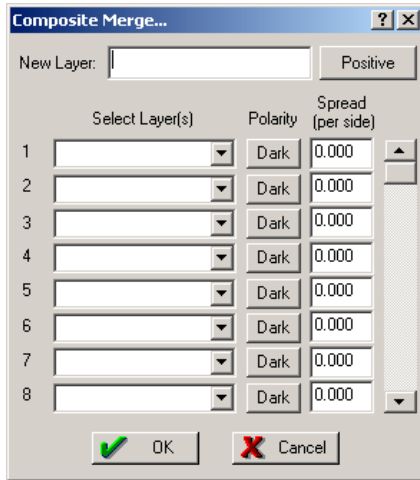 Composite Merge...
New Layer: Positive
Select Layer(s) Polarity Spread (per side)
1 Dark 0.000
2 Dark 0.000
3 Dark 0.000
4 Dark 0.000
5 Dark 0.000
6 Dark 0.000
7 Dark 0.000
8 Dark 0.000
OK Cancel